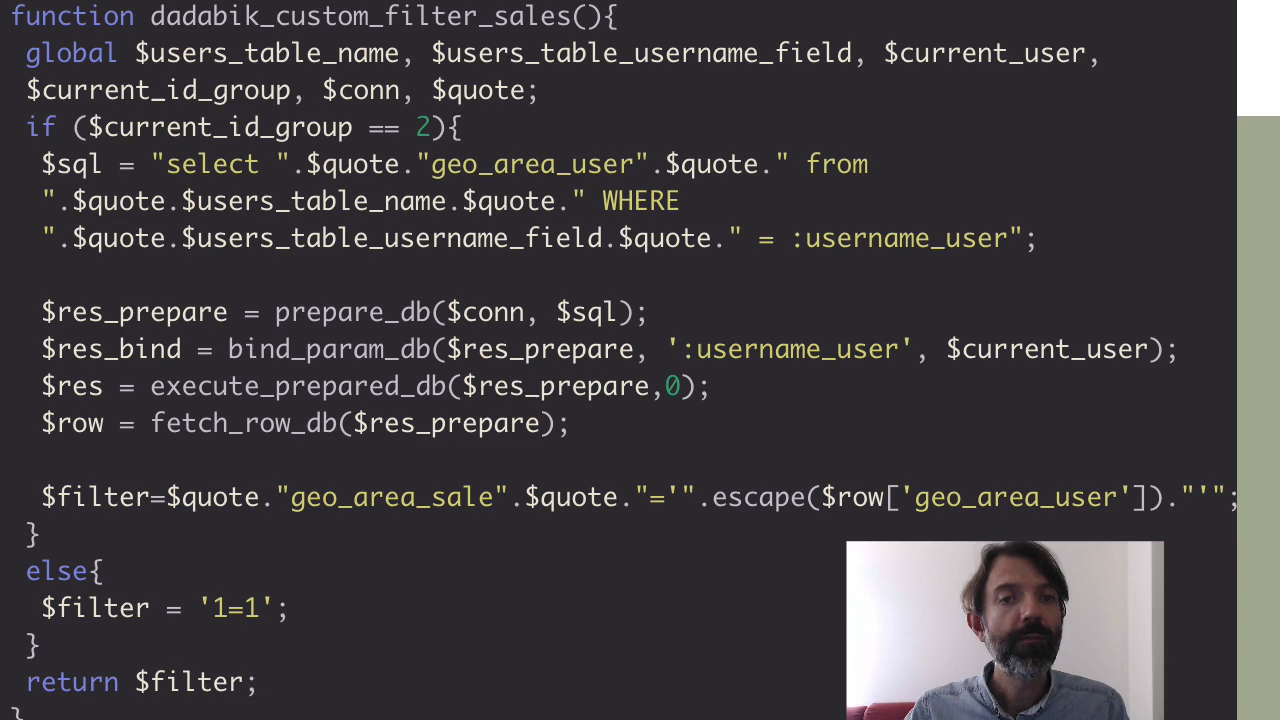 function dadabik_custom_filter_sales(){
global $users_table_name, $users_table_username_field, $current_user,
$current_id_group, $conn, $quote;
if ($current_id_group == 2){
$sql = "select ".$quote."geo_area_user".$quote." from
".$quote.$users_table_name.$quote." WHERE
".$quote.$users_table_username_field.$quote." = :username_user";
$res_prepare = prepare_db($conn, $sql);
$res_bind = bind_param_db($res_prepare, ':username_user', $current_user);
$res = execute_prepared_db($res_prepare,0);
$row = fetch_row_db($res_prepare);
$filter=$quote."geo_area_sale".$quote."='".escape($row['geo_area_user'])."'";
}
else{
$filter = '1=1';
}
return $filter;
}